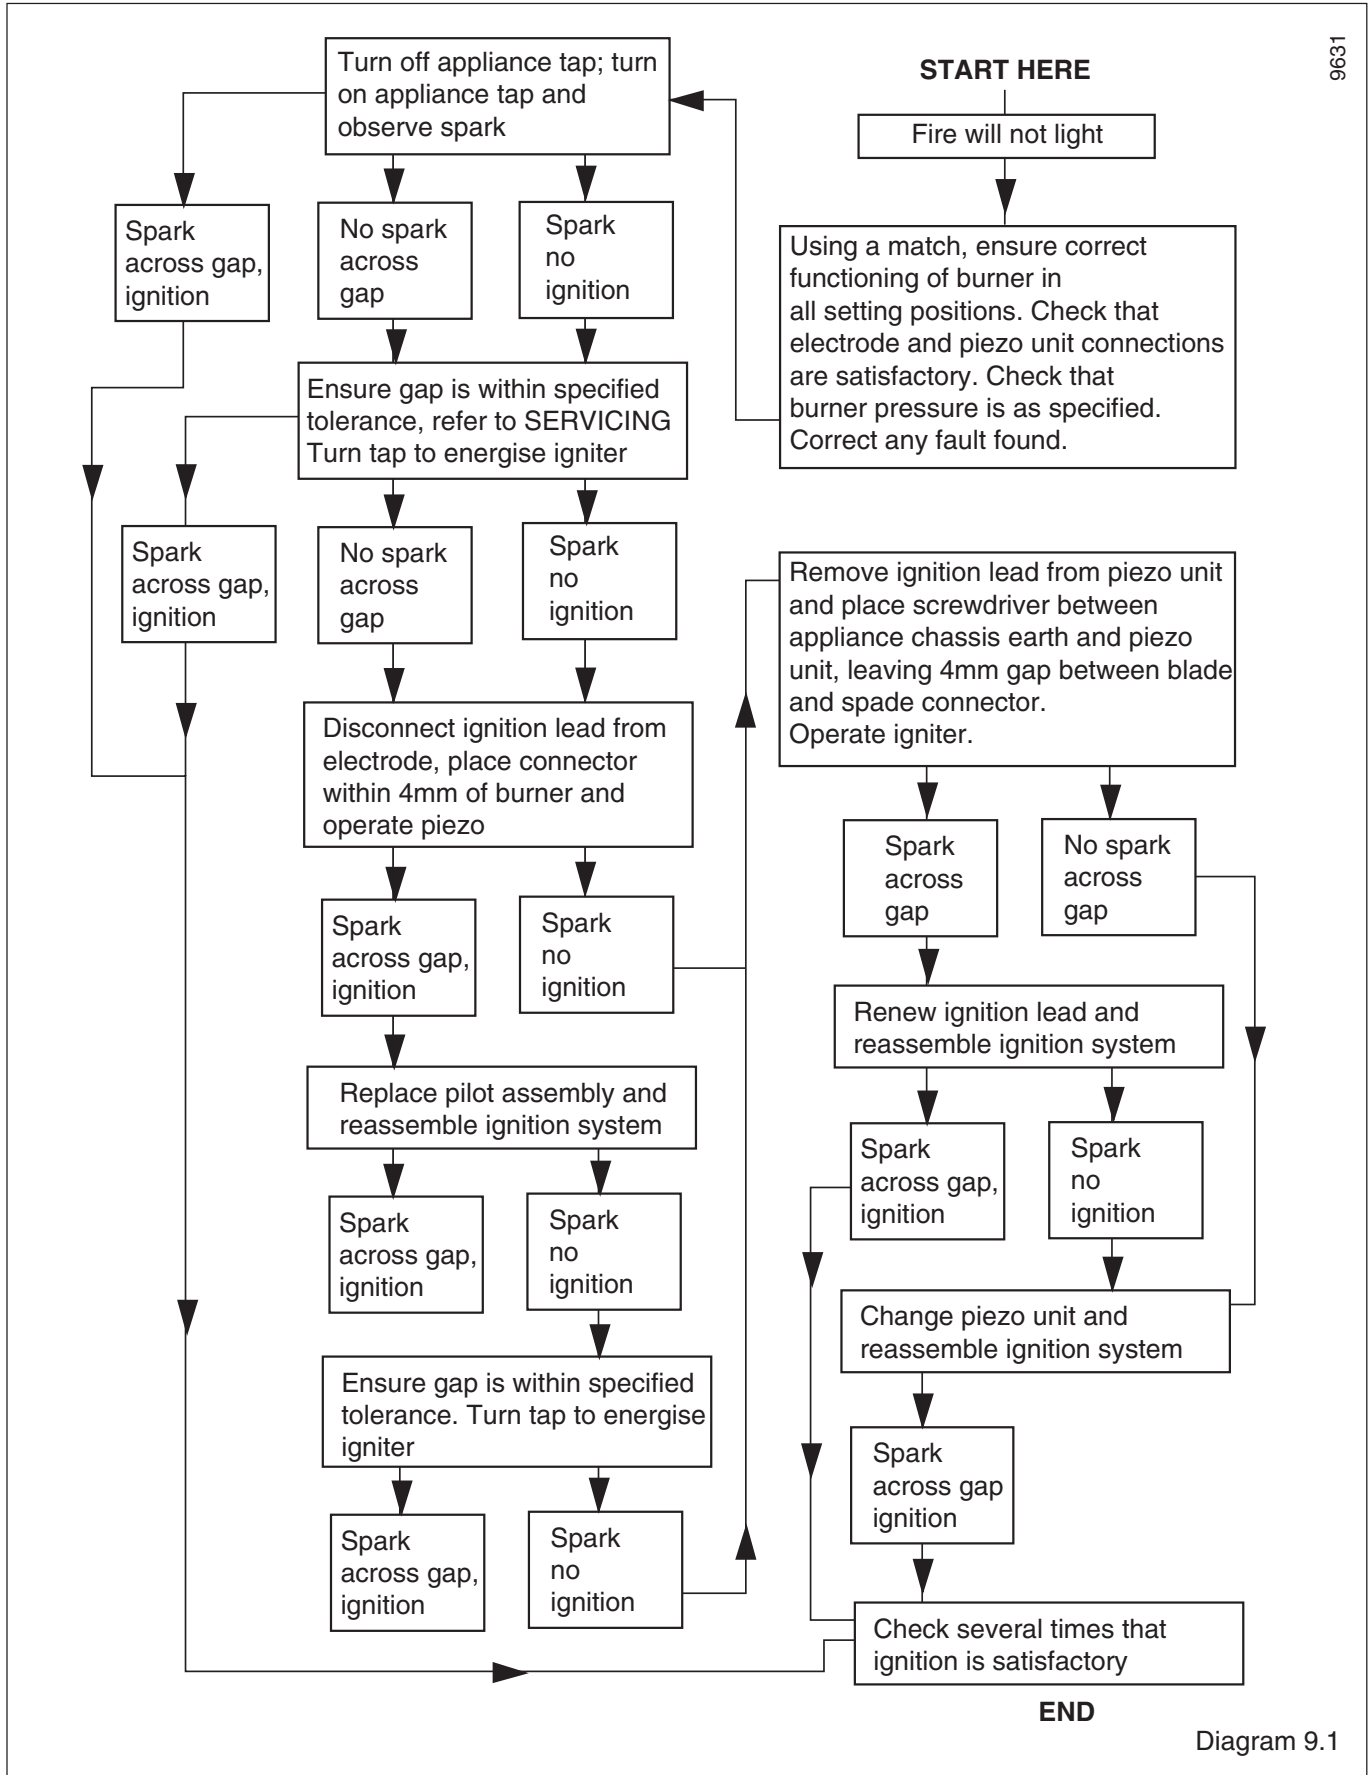 9631
START HERE
Fire will not light
Using a match, ensure correct
functioning of burner in
all setting positions. Check that
electrode and piezo unit connections
are satisfactory. Check that
burner pressure is as specified.
Correct any fault found.
Turn off appliance tap; turn
on appliance tap and
observe spark
Spark
across gap,
ignition
No spark
across
gap
Spark
no
ignition
Ensure gap is within specified
tolerance, refer to SERVICING
Turn tap to energise igniter
Spark
across gap,
ignition
No spark
across
gap
Spark
no
ignition
Disconnect ignition lead from
electrode, place connector
within 4mm of burner and
operate piezo
Spark
across gap,
ignition
Spark
no
ignition
Replace pilot assembly and
reassemble ignition system
Spark
across gap,
ignition
Spark
no
ignition
Ensure gap is within specified
tolerance. Turn tap to energise
igniter
Spark
across gap,
ignition
Spark
no
ignition
Remove ignition lead from piezo unit
and place screwdriver between
appliance chassis earth and piezo
unit, leaving 4mm gap between blade
and spade connector.
Operate igniter.
Spark
across
gap
No spark
across
gap
Renew ignition lead and
reassemble ignition system
Spark
across gap,
ignition
Spark
no
ignition
Change piezo unit and
reassemble ignition system
Spark
across gap
ignition
Check several times that
ignition is satisfactory
END
Diagram 9.1